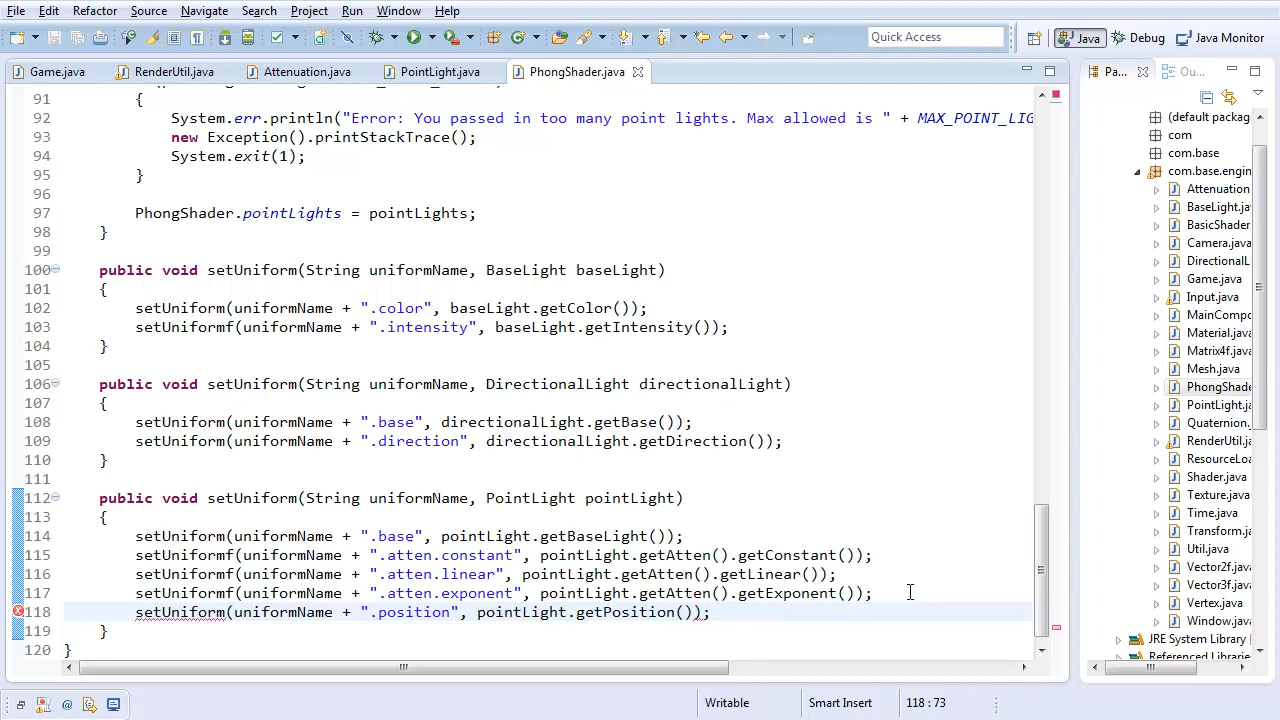 File Edit Refactor Source Navigate Search Project Run Window Help
Quick Access
Java
Debug
Java Monitor
Game.java
RenderUtil.java
Attenuation.java
PointLight.java
PhongShader.java
Pa...
Ou...
91
92 System.err.println("Error: You passed in too many point lights. Max allowed is " + MAX_POINT_LIG
93 new Exception().printStackTrace();
94 System.exit(1);
95 }
96
97 PhongShader.pointLights = pointLights;
98 }
99
100 public void setUniform(String uniformName, BaseLight baseLight)
101 {
102 setUniform(uniformName + ".color", baseLight.getColor());
103 setUniformf(uniformName + ".intensity", baseLight.getIntensity());
104 }
105
106 public void setUniform(String uniformName, DirectionalLight directionalLight)
107 {
108 setUniform(uniformName + ".base", directionalLight.getBase());
109 setUniform(uniformName + ".direction", directionalLight.getDirection());
110 }
111
112 public void setUniform(String uniformName, PointLight pointLight)
113 {
114 setUniform(uniformName + ".base", pointLight.getBaseLight());
115 setUniformf(uniformName + ".atten.constant", pointLight.getAtten().getConstant());
116 setUniformf(uniformName + ".atten.linear", pointLight.getAtten().getLinear());
117 setUniformf(uniformName + ".atten.exponent", pointLight.getAtten().getExponent());
118 setUniform(uniformName + ".position", pointLight.getPosition());
119 }
120 }
(default packag
com
com.base
com.base.engin
Attenuation
BaseLight.jav
BasicShader
Camera.java
DirectionalL
Game.java
Input.java
MainCompo
Material.java
Matrix4f.java
Mesh.java
PhongShade
PointLight.ja
Quaternion.
RenderUtil.ja
ResourceLoa
Shader.java
Texture.java
Time.java
Transform.ja
Util.java
Vector2f.java
Vector3f.java
Vertex.java
Window.java
JRE System Library
Referenced Libraries
Writable
Smart Insert
118 : 73